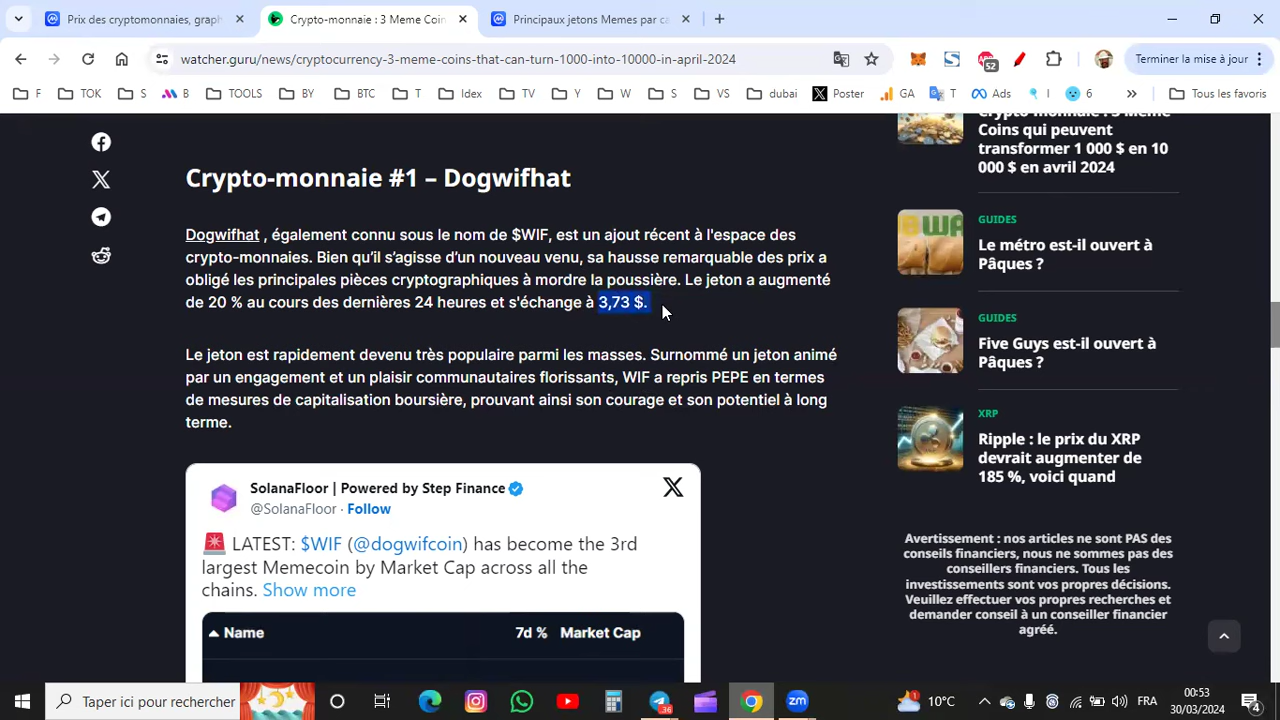 Prix des cryptomonnaies, graph
Crypto-monnaie : 3 Meme Coin
Principaux jetons Memes par ca
watcher.guru/news/cryptocurrency-3-meme-coins-that-can-turn-1000-into-10000-in-april-2024
52
Terminer la mise à jour
F
TOK
S
B
TOOLS
BY
BTC
T
Idex
TV
Y
W
S
VS
dubai
Poster
GA
T
Ads
I
6
Tous les favoris
Crypto-monnaie #1 – Dogwifhat
Dogwifhat , également connu sous le nom de $WIF, est un ajout récent à l'espace des
crypto-monnaies. Bien qu’il s’agisse d’un nouveau venu, sa hausse remarquable des prix a
obligé les principales pièces cryptographiques à mordre la poussière. Le jeton a augmenté
de 20 % au cours des dernières 24 heures et s'échange à 3,73 $.
Le jeton est rapidement devenu très populaire parmi les masses. Surnommé un jeton animé
par un engagement et un plaisir communautaires florissants, WIF a repris PEPE en termes
de mesures de capitalisation boursière, prouvant ainsi son courage et son potentiel à long
terme.
SolanaFloor | Powered by Step Finance
@SolanaFloor · Follow
LATEST: $WIF (@dogwifcoin) has become the 3rd
largest Memecoin by Market Cap across all the
chains. Show more
Name 7d % Market Cap
Crypto-monnaie : 3 Meme
Coins qui peuvent
transformer 1 000 $ en 10
000 $ en avril 2024
GUIDES
Le métro est-il ouvert à
Pâques ?
GUIDES
Five Guys est-il ouvert à
Pâques ?
XRP
Ripple : le prix du XRP
devrait augmenter de
185 %, voici quand
Avertissement : nos articles ne sont PAS des
conseils financiers, nous ne sommes pas des
conseillers financiers. Tous les
investissements sont vos propres décisions.
Veuillez effectuer vos propres recherches et
demander conseil à un conseiller financier
agréé.
Taper ici pour rechercher
36
zm
10°C
FRA
00:53
30/03/2024
4